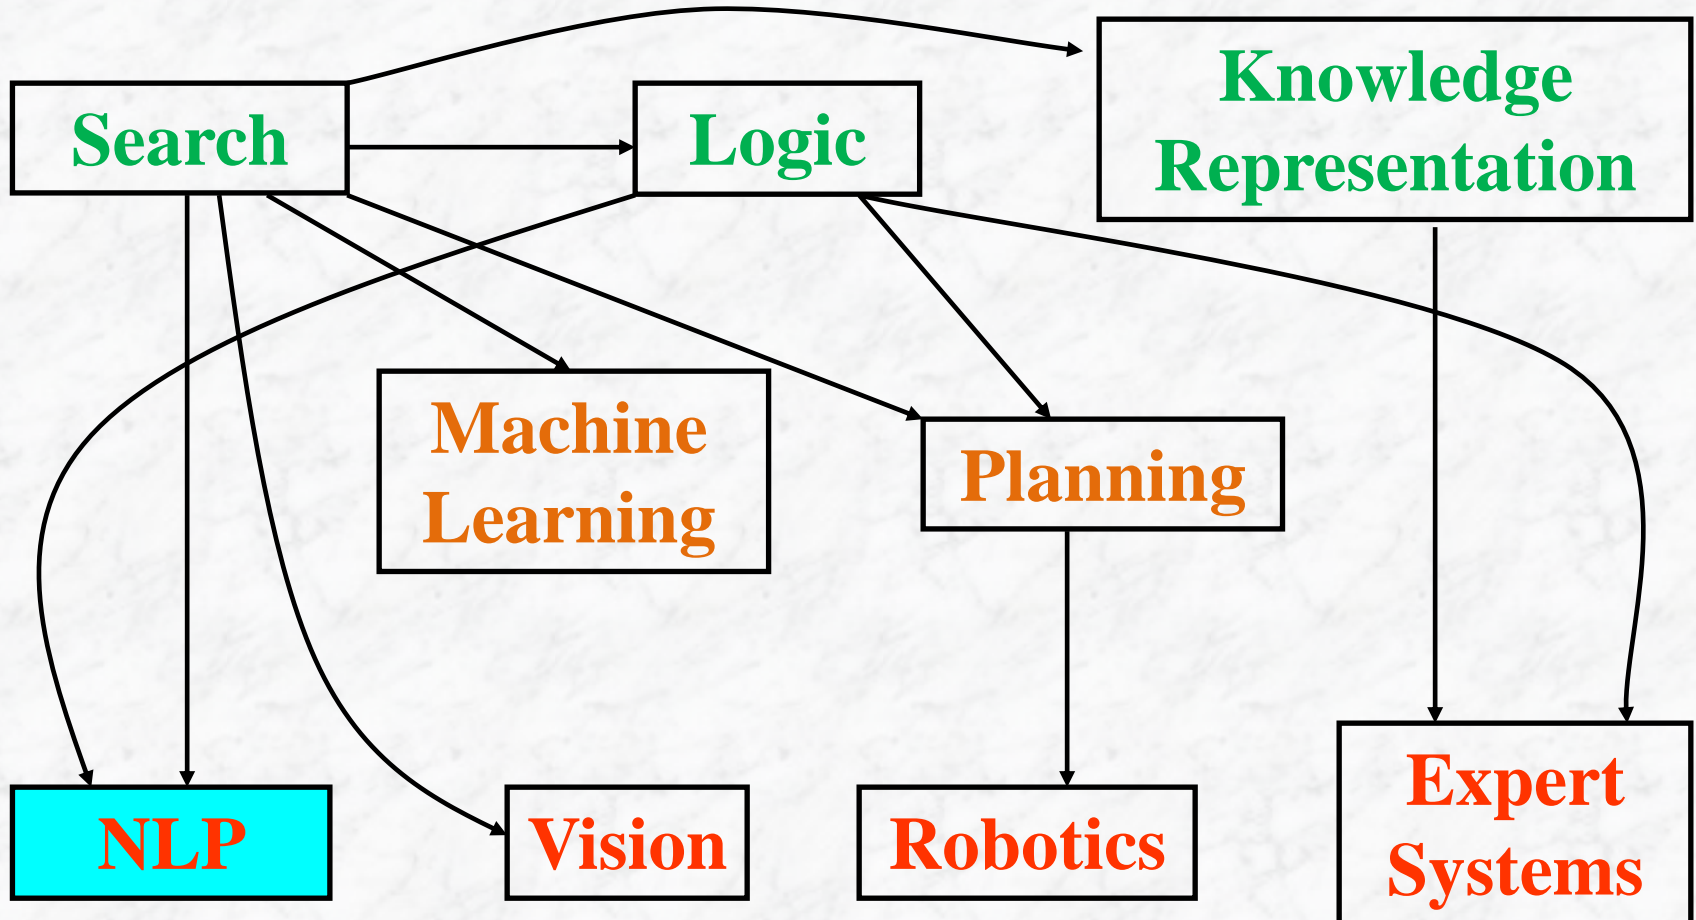 Search
Logic
Knowledge
Representation
Machine
Learning
Planning
NLP
Vision
Robotics
Expert
Systems